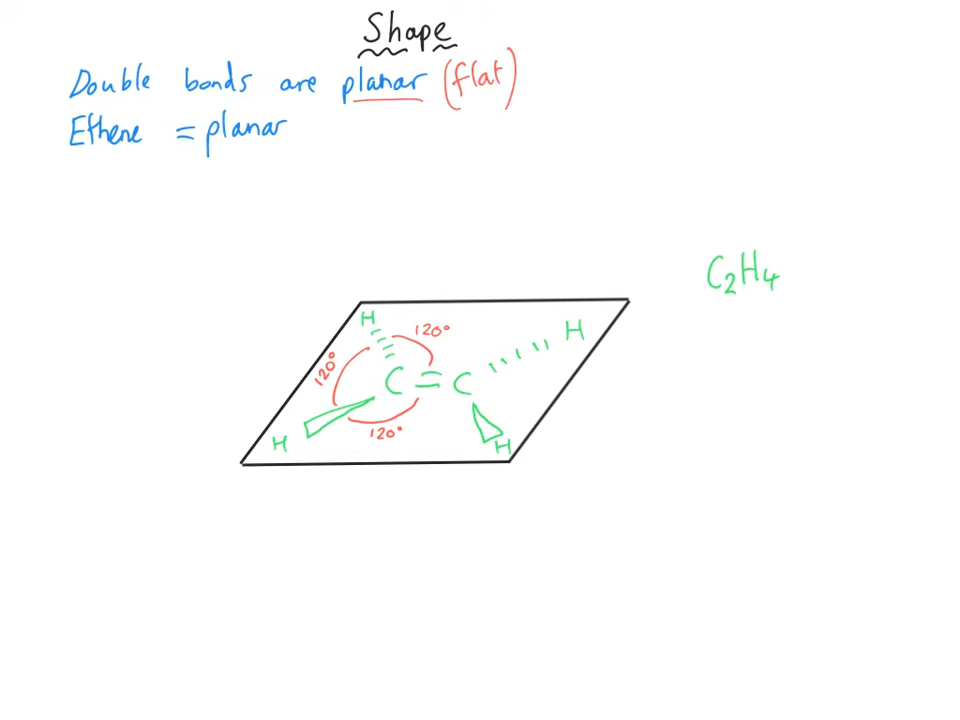 Shape
Double bonds are planar (flat)
Ethene = planar
C2H4
H
120°
H
120°
C = C
H
120°
H